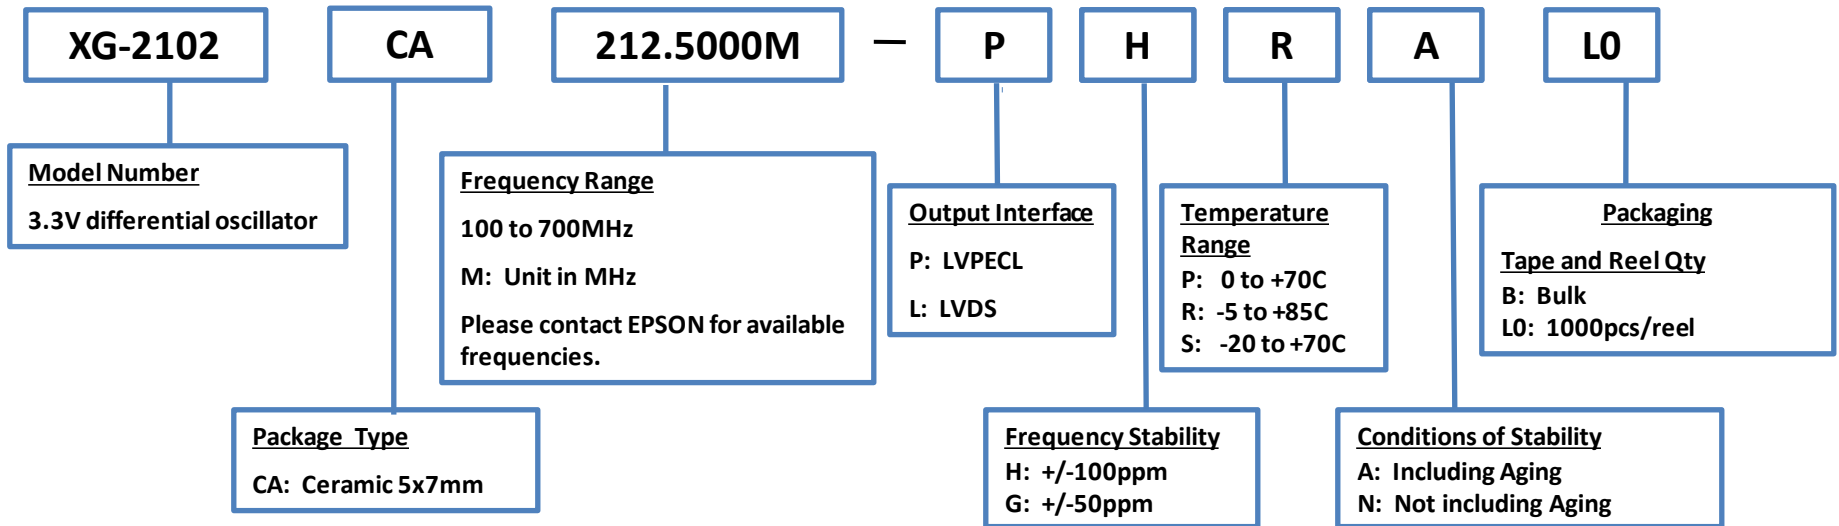 XG-2102 CA 212.5000M — P H R A L0
Model Number
3.3V differential oscillator
Frequency Range
100 to 700MHz
M: Unit in MHz
Please contact EPSON for available
frequencies.
Output Interface
P: LVPECL
L: LVDS
Temperature
Range
P: 0 to +70C
R: -5 to +85C
S: -20 to +70C
Packaging
Tape and Reel Qty
B: Bulk
L0: 1000pcs/reel
Package Type
CA: Ceramic 5x7mm
Frequency Stability
H: +/-100ppm
G: +/-50ppm
Conditions of Stability
A: Including Aging
N: Not including Aging